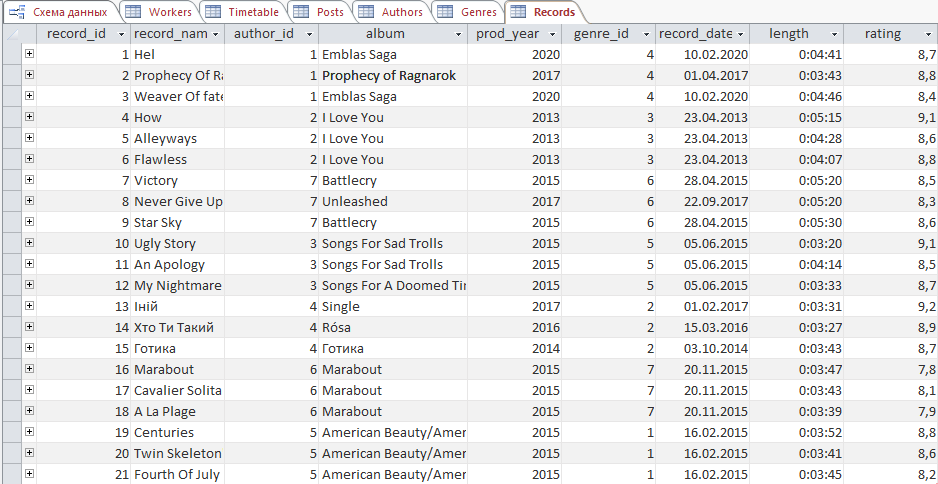 Схема данных Workers Timetable Posts Authors Genres Records
record_id record_nam author_id album prod_year genre_id record_date length rating
1 Hel 1 Emblas Saga 2020 4 10.02.2020 0:04:41 8,7
2 Prophecy Of Ra 1 Prophecy of Ragnarok 2017 4 01.04.2017 0:03:43 8,8
3 Weaver Of fate 1 Emblas Saga 2020 4 10.02.2020 0:04:46 8,4
4 How 2 I Love You 2013 3 23.04.2013 0:05:15 9,1
5 Alleyways 2 I Love You 2013 3 23.04.2013 0:04:28 8,6
6 Flawless 2 I Love You 2013 3 23.04.2013 0:04:07 8,8
7 Victory 7 Battlecry 2015 6 28.04.2015 0:05:20 8,5
8 Never Give Up 7 Unleashed 2017 6 22.09.2017 0:05:20 8,3
9 Star Sky 7 Battlecry 2015 6 28.04.2015 0:05:30 8,6
10 Ugly Story 3 Songs For Sad Trolls 2015 5 05.06.2015 0:03:20 9,1
11 An Apology 3 Songs For Sad Trolls 2015 5 05.06.2015 0:04:14 8,5
12 My Nightmare 3 Songs For A Doomed Tir 2015 5 05.06.2015 0:03:33 8,7
13 Іній 4 Single 2017 2 01.02.2017 0:03:31 9,2
14 Хто Ти Такий 4 Rósa 2016 2 15.03.2016 0:03:27 8,9
15 Готика 4 Готика 2014 2 03.10.2014 0:03:43 8,7
16 Marabout 6 Marabout 2015 7 20.11.2015 0:03:47 7,8
17 Cavalier Solita 6 Marabout 2015 7 20.11.2015 0:03:43 8,1
18 A La Plage 6 Marabout 2015 7 20.11.2015 0:03:39 7,9
19 Centuries 5 American Beauty/Amer 2015 1 16.02.2015 0:03:52 8,8
20 Twin Skeleton 5 American Beauty/Amer 2015 1 16.02.2015 0:03:41 8,6
21 Fourth Of July 5 American Beauty/Amer 2015 1 16.02.2015 0:03:45 8,2